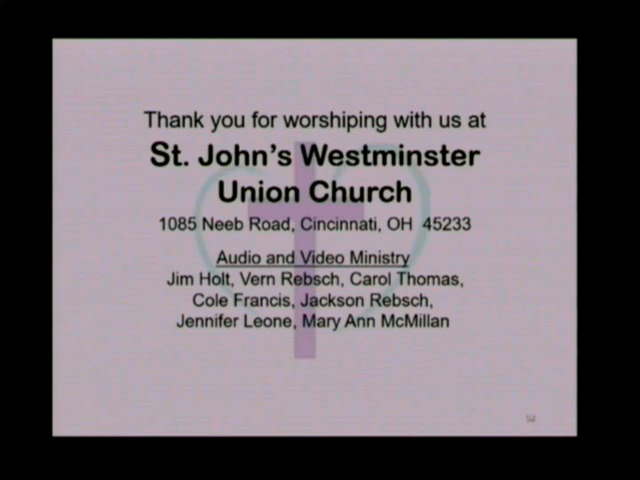 Thank you for worshiping with us at
St. John's Westminster
Union Church
1085 Neeb Road, Cincinnati, OH 45233
Audio and Video Ministry
Jim Holt, Vern Rebsch, Carol Thomas,
Cole Francis, Jackson Rebsch,
Jennifer Leone, Mary Ann McMillan
52